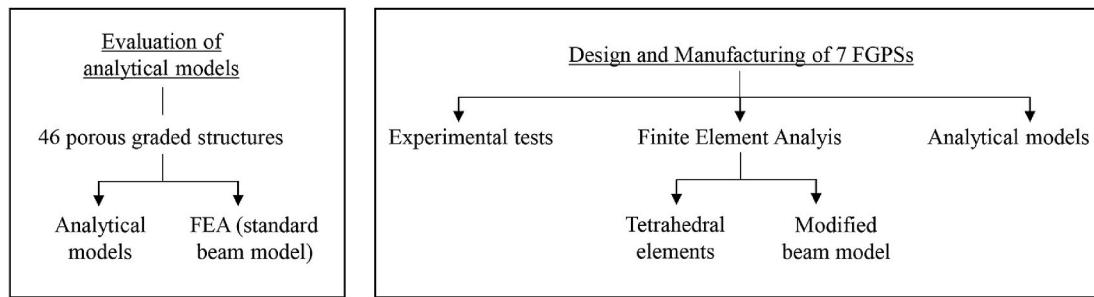 Evaluation of
analytical models
46 porous graded structures
Analytical
models
FEA (standard
beam model)
Design and Manufacturing of 7 FGPSs
Experimental tests
Finite Element Analyis
Analytical models
Tetrahedral
elements
Modified
beam model